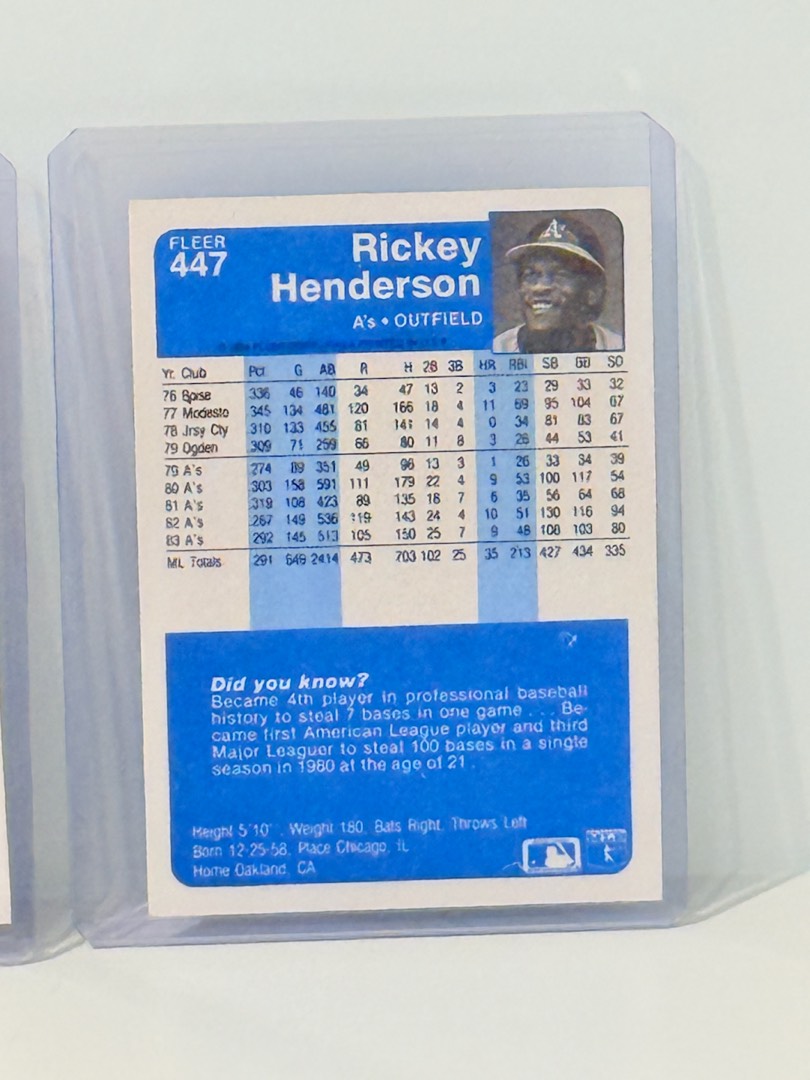 FLEER
447
Rickey
Henderson
A's • OUTFIELD
Yr. Club Pct G AB R H 2B 3B HR RBI SB BB SO
76 Boise 336 46 140 34 47 13 2 3 23 29 33 32
77 Modesto 345 134 481 120 166 18 4 11 69 95 104 67
78 Jrsy Cty 310 133 455 81 141 14 4 0 34 81 83 67
79 Ogden 309 71 259 66 80 11 8 3 26 44 53 41
79 A's 274 89 351 49 96 13 3 1 26 33 34 39
80 A's 303 158 591 111 179 22 4 9 53 100 117 54
81 A's 319 108 423 89 135 18 7 6 35 56 64 68
82 A's 267 149 536 119 143 24 4 10 51 130 116 94
83 A's 292 145 513 105 150 25 7 9 48 108 103 80
ML Totals 291 649 2414 473 703 102 25 35 213 427 434 335
Did you know?
Became 4th player in professional baseball
history to steal 7 bases in one game . . . Be-
came first American League player and third
Major Leaguer to steal 100 bases in a single
season in 1980 at the age of 21.
Height 5'10". Weight 180. Bats Right. Throws Left
Born 12-25-58. Place Chicago, IL
Home Oakland, CA